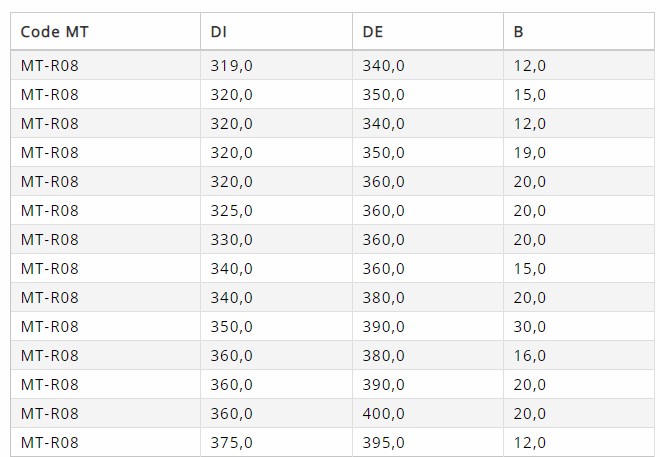 Code MT DI DE B
MT-R08 319,0 340,0 12,0
MT-R08 320,0 350,0 15,0
MT-R08 320,0 340,0 12,0
MT-R08 320,0 350,0 19,0
MT-R08 320,0 360,0 20,0
MT-R08 325,0 360,0 20,0
MT-R08 330,0 360,0 20,0
MT-R08 340,0 360,0 15,0
MT-R08 340,0 380,0 20,0
MT-R08 350,0 390,0 30,0
MT-R08 360,0 380,0 16,0
MT-R08 360,0 390,0 20,0
MT-R08 360,0 400,0 20,0
MT-R08 375,0 395,0 12,0